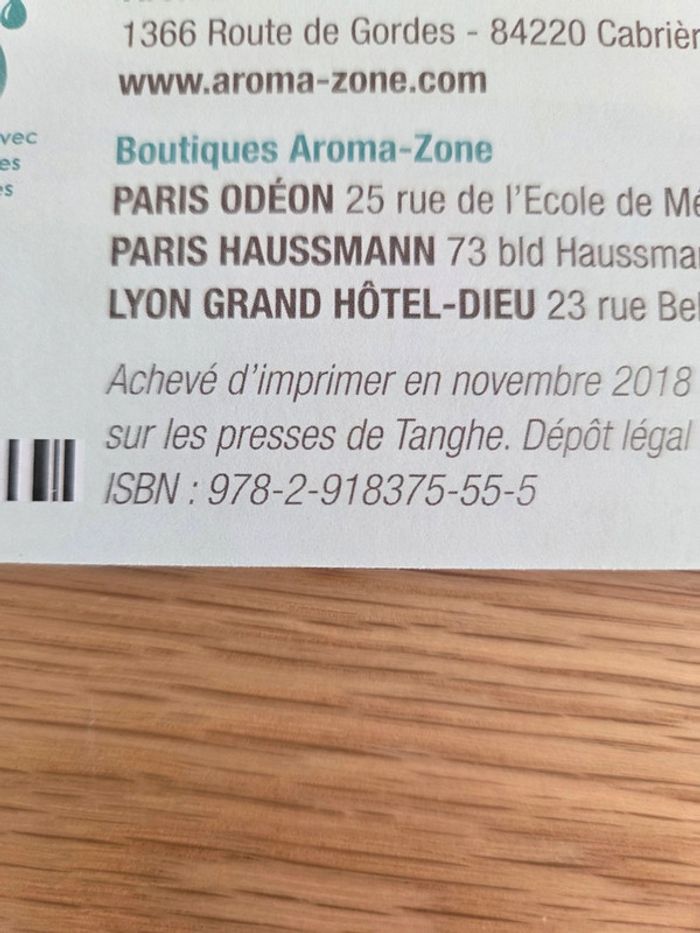 1366 Route de Gordes - 84220 Cabrièr
www.aroma-zone.com
vec
es
es
Boutiques Aroma-Zone
PARIS ODÉON 25 rue de l'Ecole de Mé
PARIS HAUSSMANN 73 bld Haussma
LYON GRAND HÔTEL-DIEU 23 rue Bel
Achevé d'imprimer en novembre 2018
sur les presses de Tanghe. Dépôt légal
ISBN : 978-2-918375-55-5